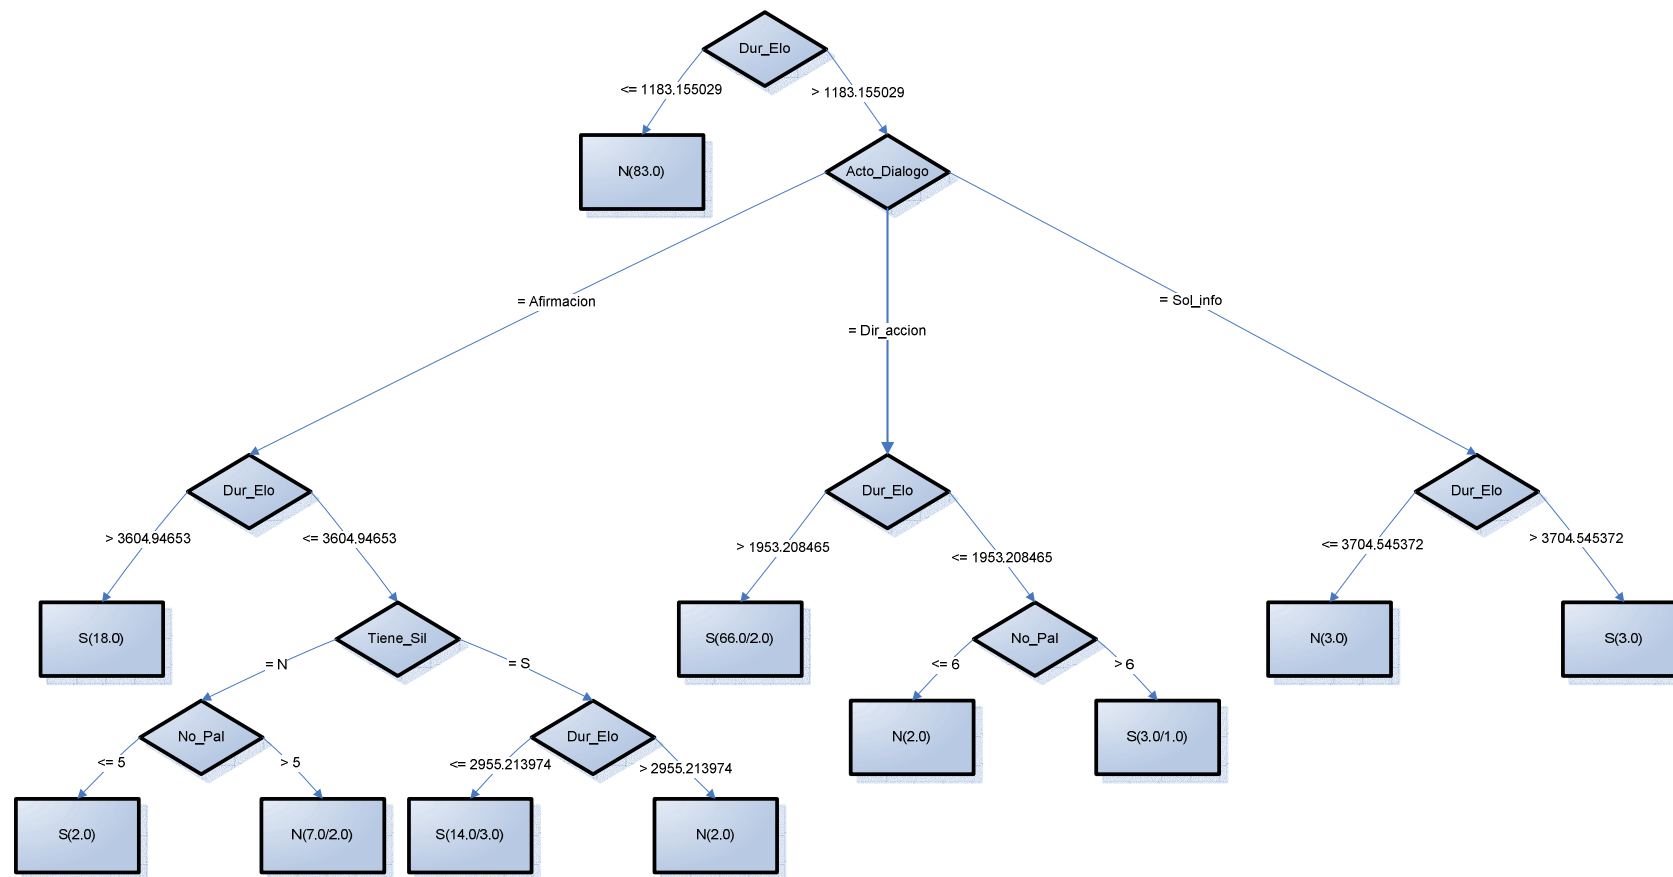 Dur_Elo
<= 1183.155029
> 1183.155029
N(83.0)
Acto_Dialogo
= Afirmacion
= Dir_accion
= Sol_info
Dur_Elo
Dur_Elo
Dur_Elo
> 3604.94653
<= 3604.94653
> 1953.208465
<= 1953.208465
<= 3704.545372
> 3704.545372
S(18.0)
Tiene_Sil
S(66.0/2.0)
No_Pal
N(3.0)
S(3.0)
= N
= S
<= 6
> 6
No_Pal
Dur_Elo
N(2.0)
S(3.0/1.0)
<= 5
> 5
<= 2955.213974
> 2955.213974
S(2.0)
N(7.0/2.0)
S(14.0/3.0)
N(2.0)